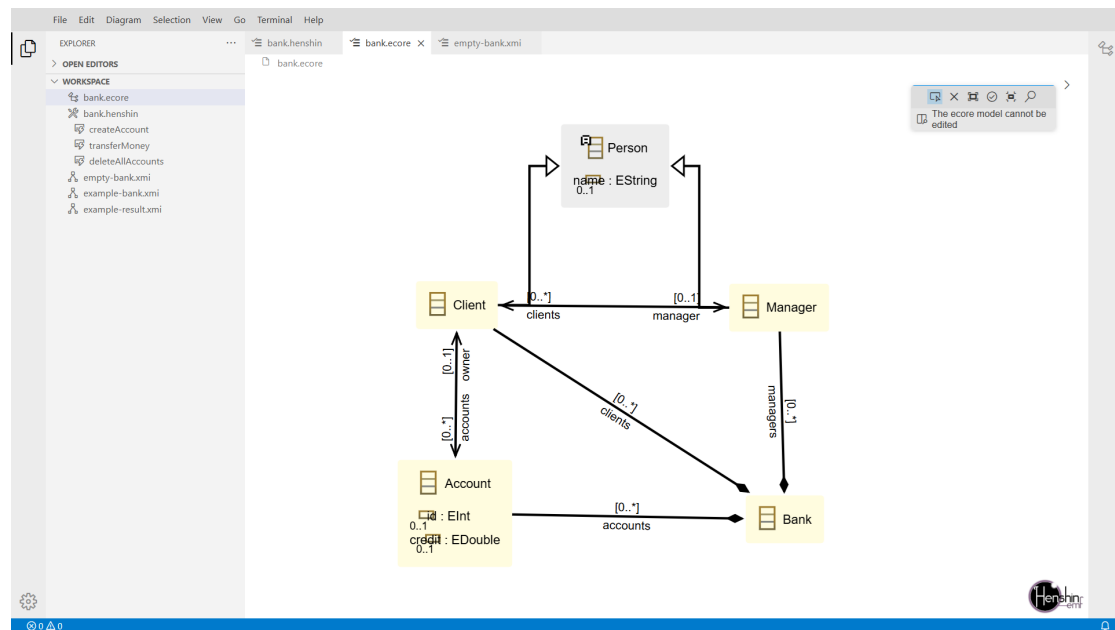 File Edit Diagram Selection View Go Terminal Help
EXPLORER ...
bank.henshin bank.ecore empty-bank.xmi
OPEN EDITORS
bank.ecore
WORKSPACE
bank.ecore
bank.henshin
createAccount
transferMoney
deleteAllAccounts
empty-bank.xmi
example-bank.xmi
example-result.xmi
The ecore model cannot be
edited
Person
name : EString
0..1
Client
[0..*]
clients
[0..1]
manager
Manager
[0..1]
owner
[0..*]
accounts
[0..*]
clients
[0..*]
managers
Account
id : EInt
0..1
credit : EDouble
0..1
[0..*]
accounts
Bank
Henshin
emf
0 0